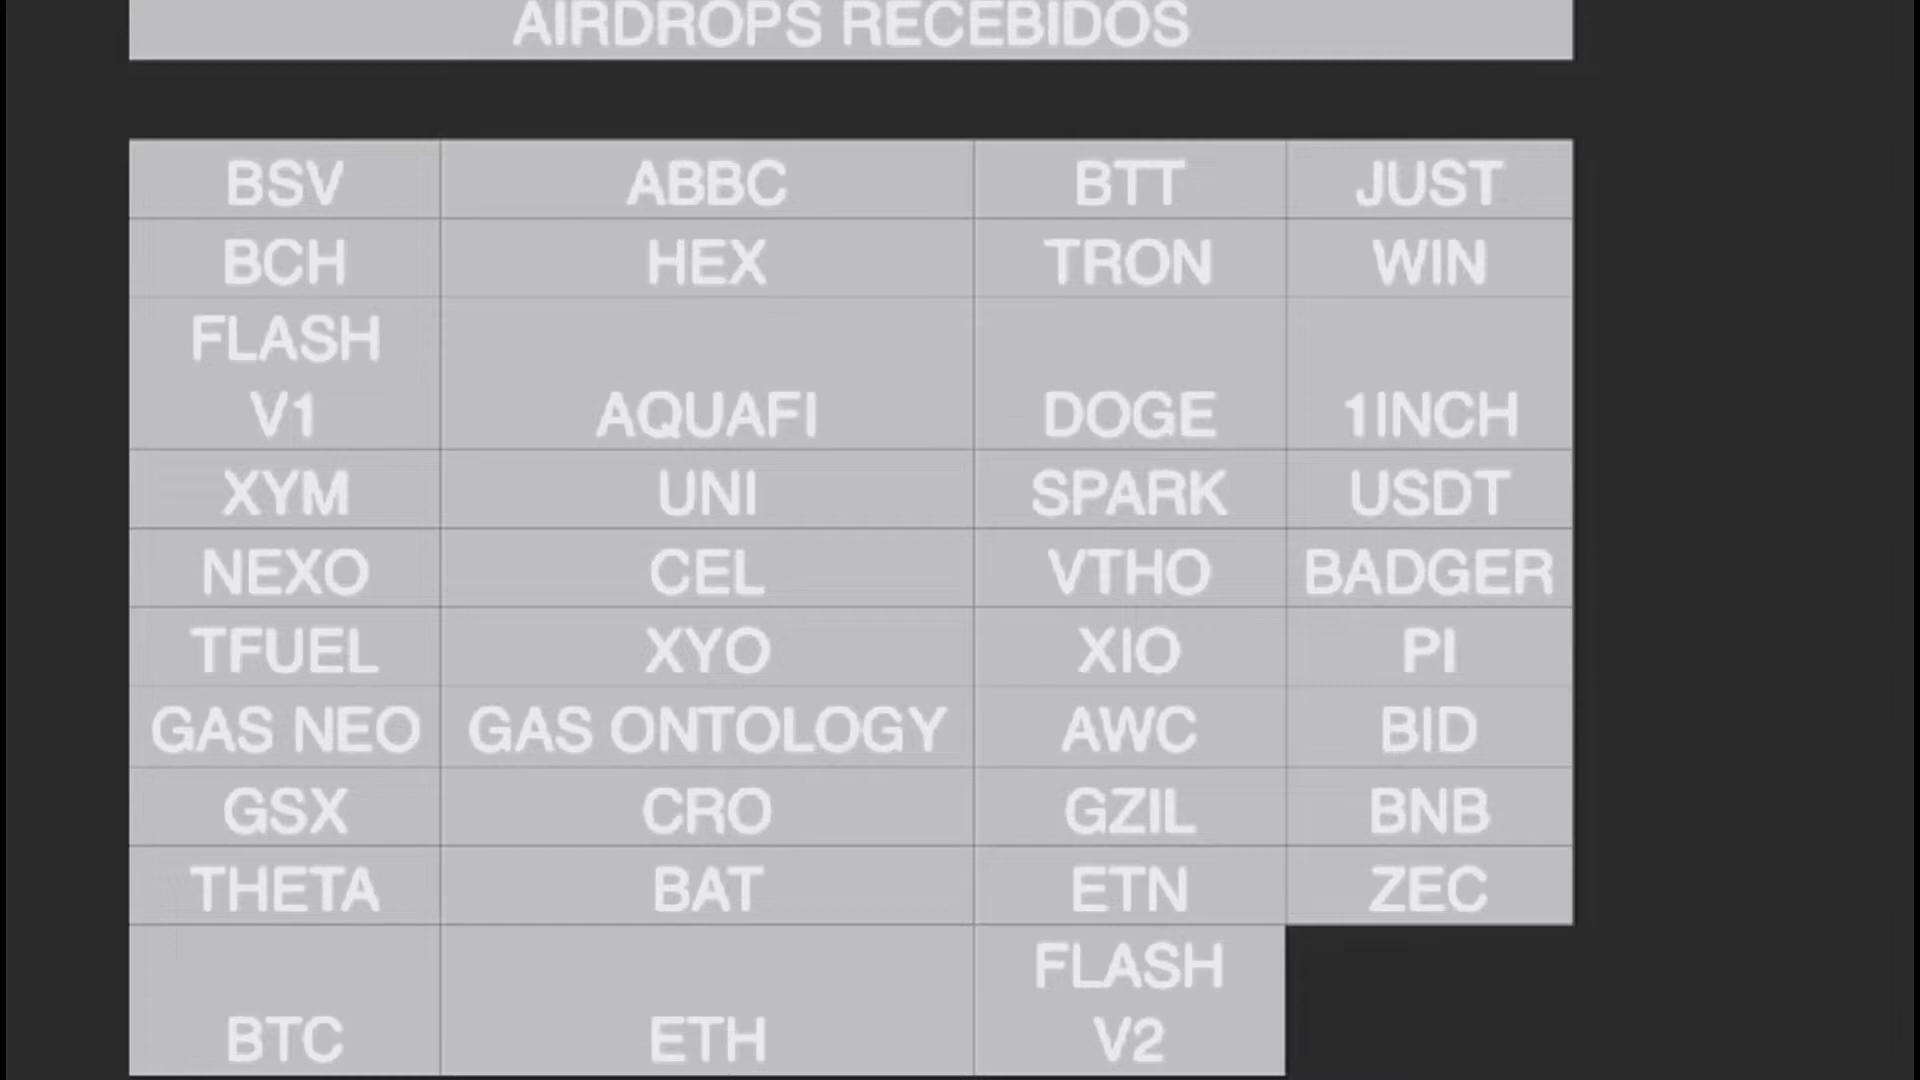 AIRDROPS RECEBIDOS
BSV ABBC BTT JUST
BCH HEX TRON WIN
FLASH
V1 AQUAFI DOGE 1INCH
XYM UNI SPARK USDT
NEXO CEL VTHO BADGER
TFUEL XYO XIO PI
GAS NEO GAS ONTOLOGY AWC BID
GSX CRO GZIL BNB
THETA BAT ETN ZEC
FLASH
BTC ETH V2